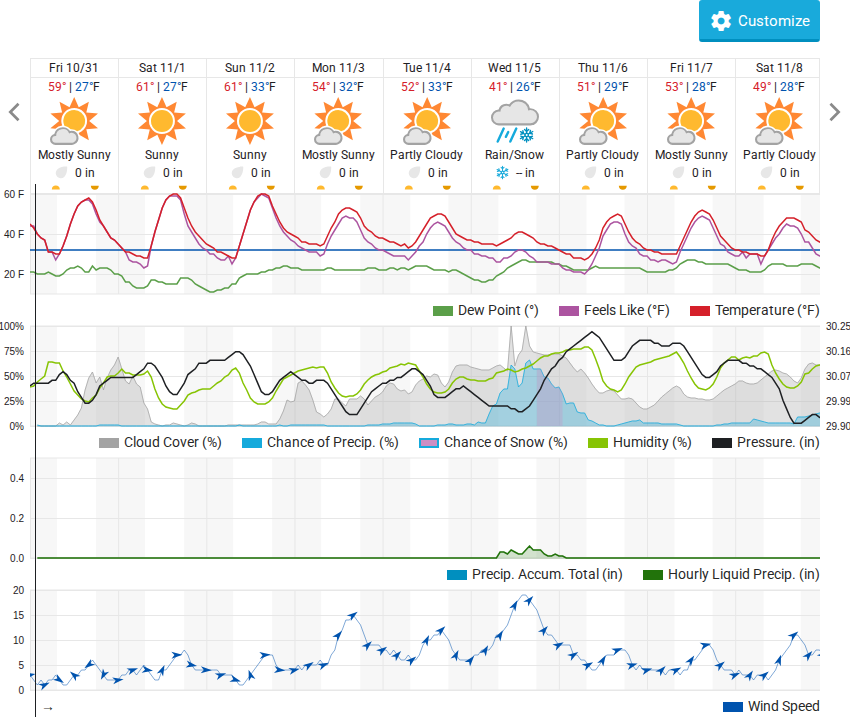 Customize
Fri 10/31 Sat 11/1 Sun 11/2 Mon 11/3 Tue 11/4 Wed 11/5 Thu 11/6 Fri 11/7 Sat 11/8
59° | 27°F 61° | 27°F 61° | 33°F 54° | 32°F 52° | 33°F 41° | 26°F 51° | 29°F 53° | 28°F 49° | 28°F
Mostly Sunny Sunny Sunny Mostly Sunny Partly Cloudy Rain/Snow Partly Cloudy Mostly Sunny Partly Cloudy
0 in 0 in 0 in 0 in 0 in -- in 0 in 0 in 0 in
60 F
40 F
20 F
Dew Point (°) Feels Like (°F) Temperature (°F)
100% 30.25
75% 30.16
50% 30.07
25% 29.99
0% 29.90
Cloud Cover (%) Chance of Precip. (%) Chance of Snow (%) Humidity (%) Pressure. (in)
0.4
0.2
0.0
Precip. Accum. Total (in) Hourly Liquid Precip. (in)
20
15
10
5
0
→ Wind Speed